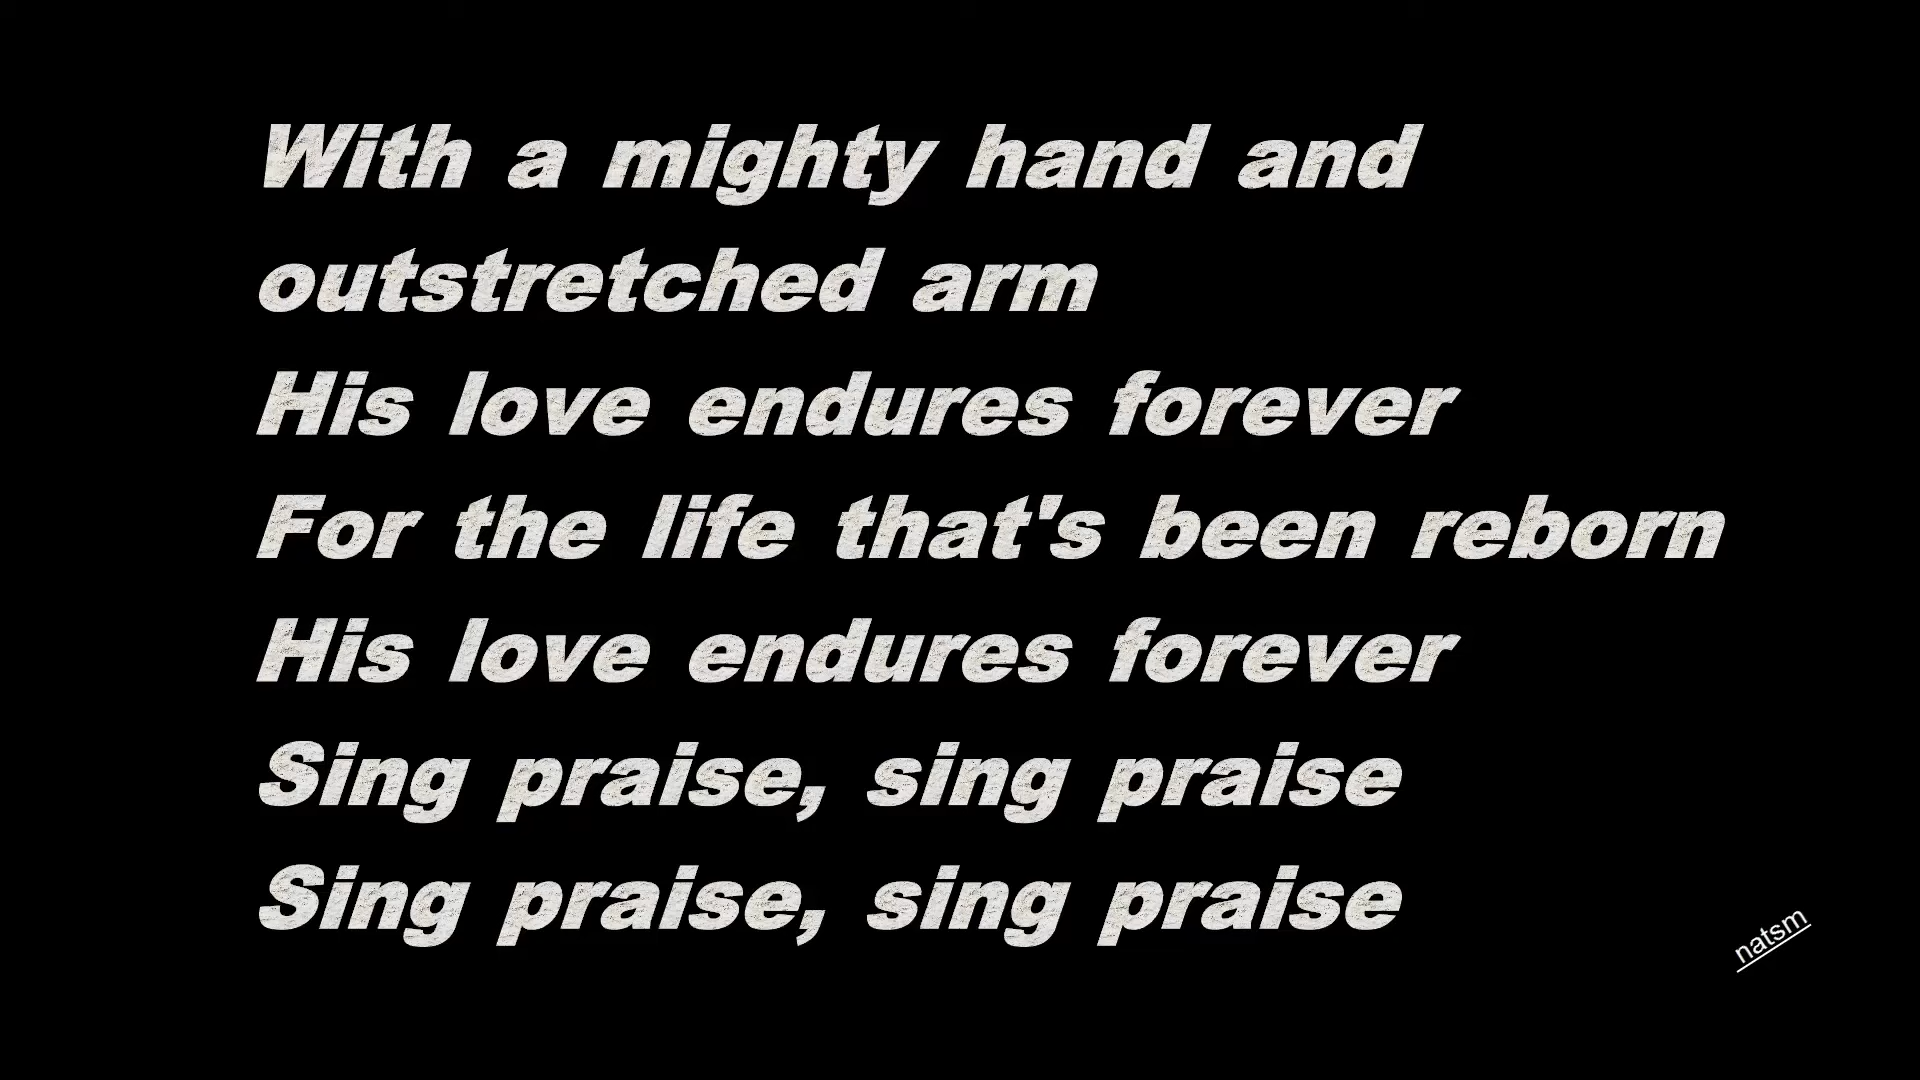 With a mighty hand and
outstretched arm
His love endures forever
For the life that's been reborn
His love endures forever
Sing praise, sing praise
Sing praise, sing praise
natsm